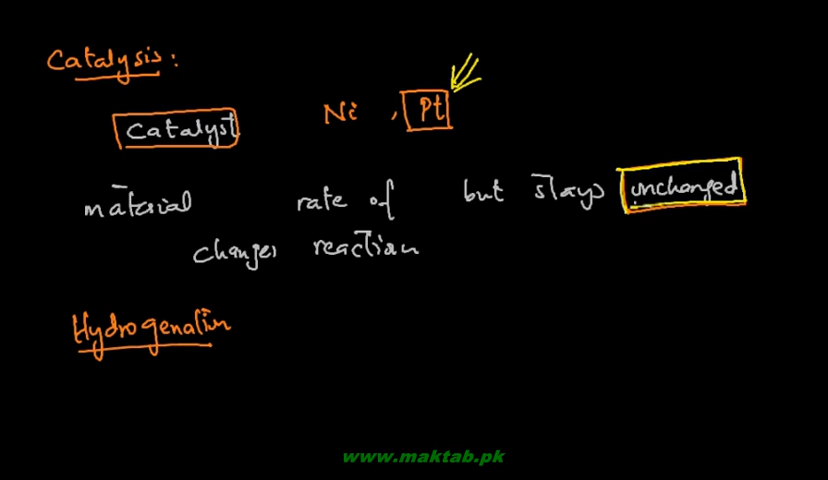 Catalysis:
Catalyst Ni, Pt
material rate of but stays unchanged
changes reaction
Hydrogenation
www.maktab.pk